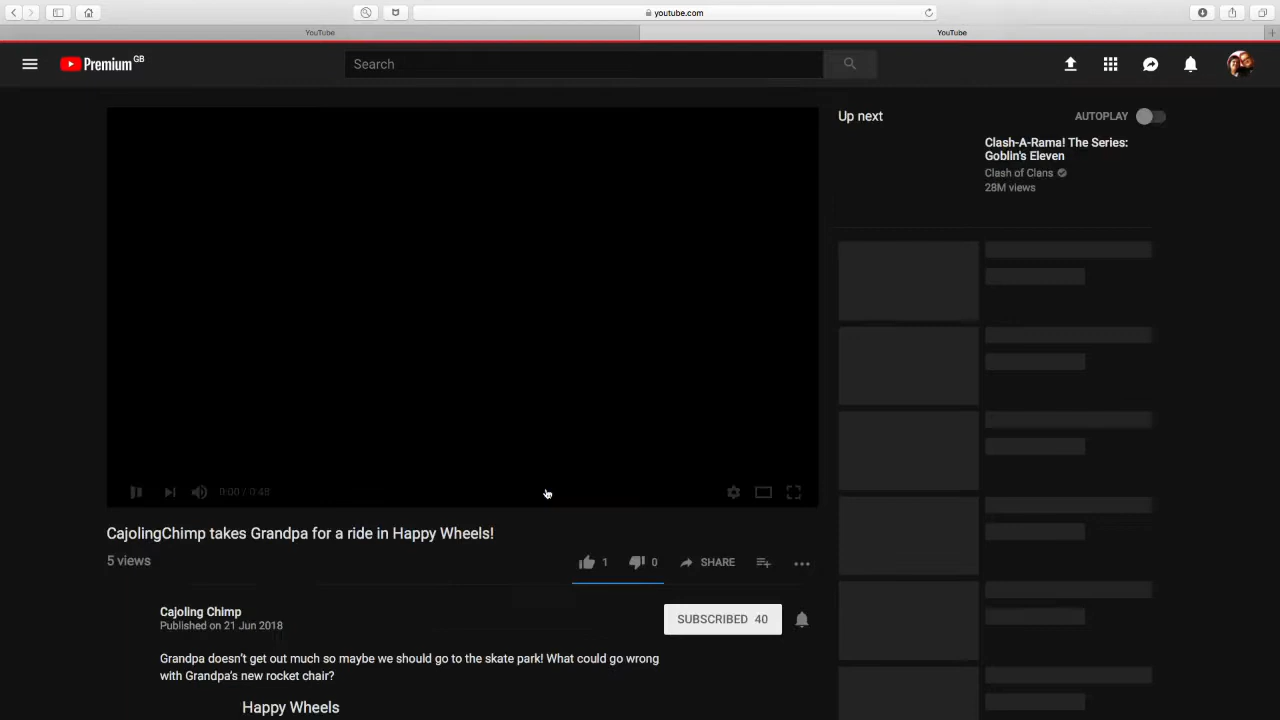 youtube.com
YouTube
YouTube
Premium GB
Search
Up next
AUTOPLAY
Clash-A-Rama! The Series:
Goblin's Eleven
Clash of Clans
28M views
0:00 / 0:48
CajolingChimp takes Grandpa for a ride in Happy Wheels!
5 views
1
0
SHARE
Cajoling Chimp
Published on 21 Jun 2018
SUBSCRIBED 40
Grandpa doesn't get out much so maybe we should go to the skate park! What could go wrong
with Grandpa's new rocket chair?
Happy Wheels